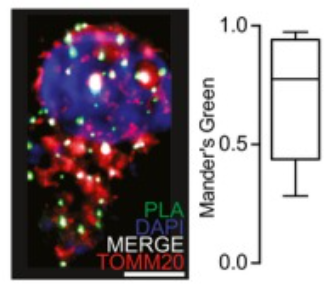 PLA
DAPI
MERGE
TOMM20
Mander's Green
1.0
0.5
0.0